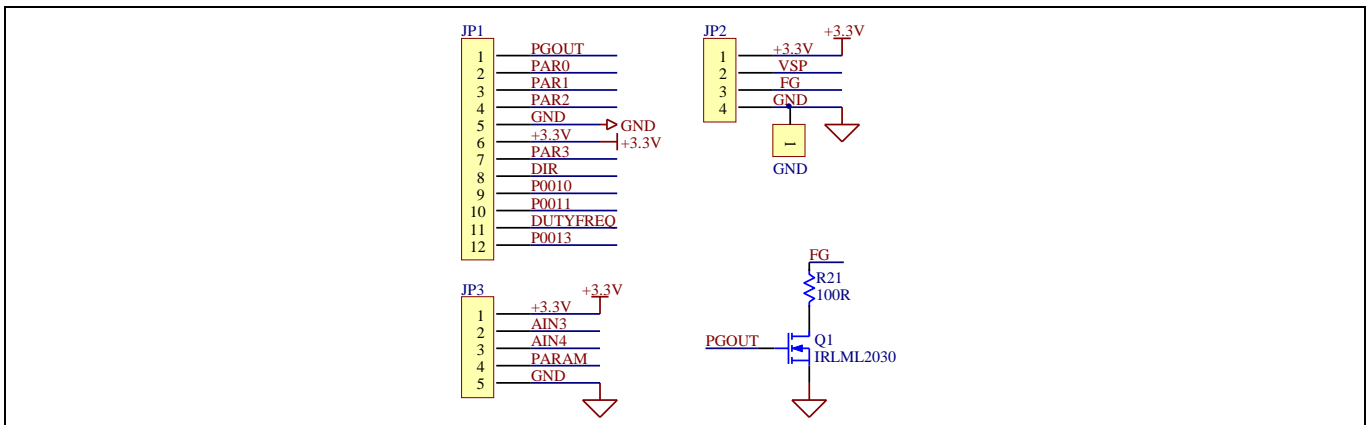 JP1
1 PGOUT
2 PAR0
3 PAR1
4 PAR2
5 GND GND
6 +3.3V +3.3V
7 PAR3
8 DIR
9 P0010
10 P0011
11 DUTYFREQ
12 P0013
JP2 +3.3V
1 +3.3V
2 VSP
3 FG
4 GND
1
GND
JP3 +3.3V
1 +3.3V
2 AIN3
3 AIN4
4 PARAM
5 GND
FG
R21
100R
PGOUT
Q1
IRLML2030